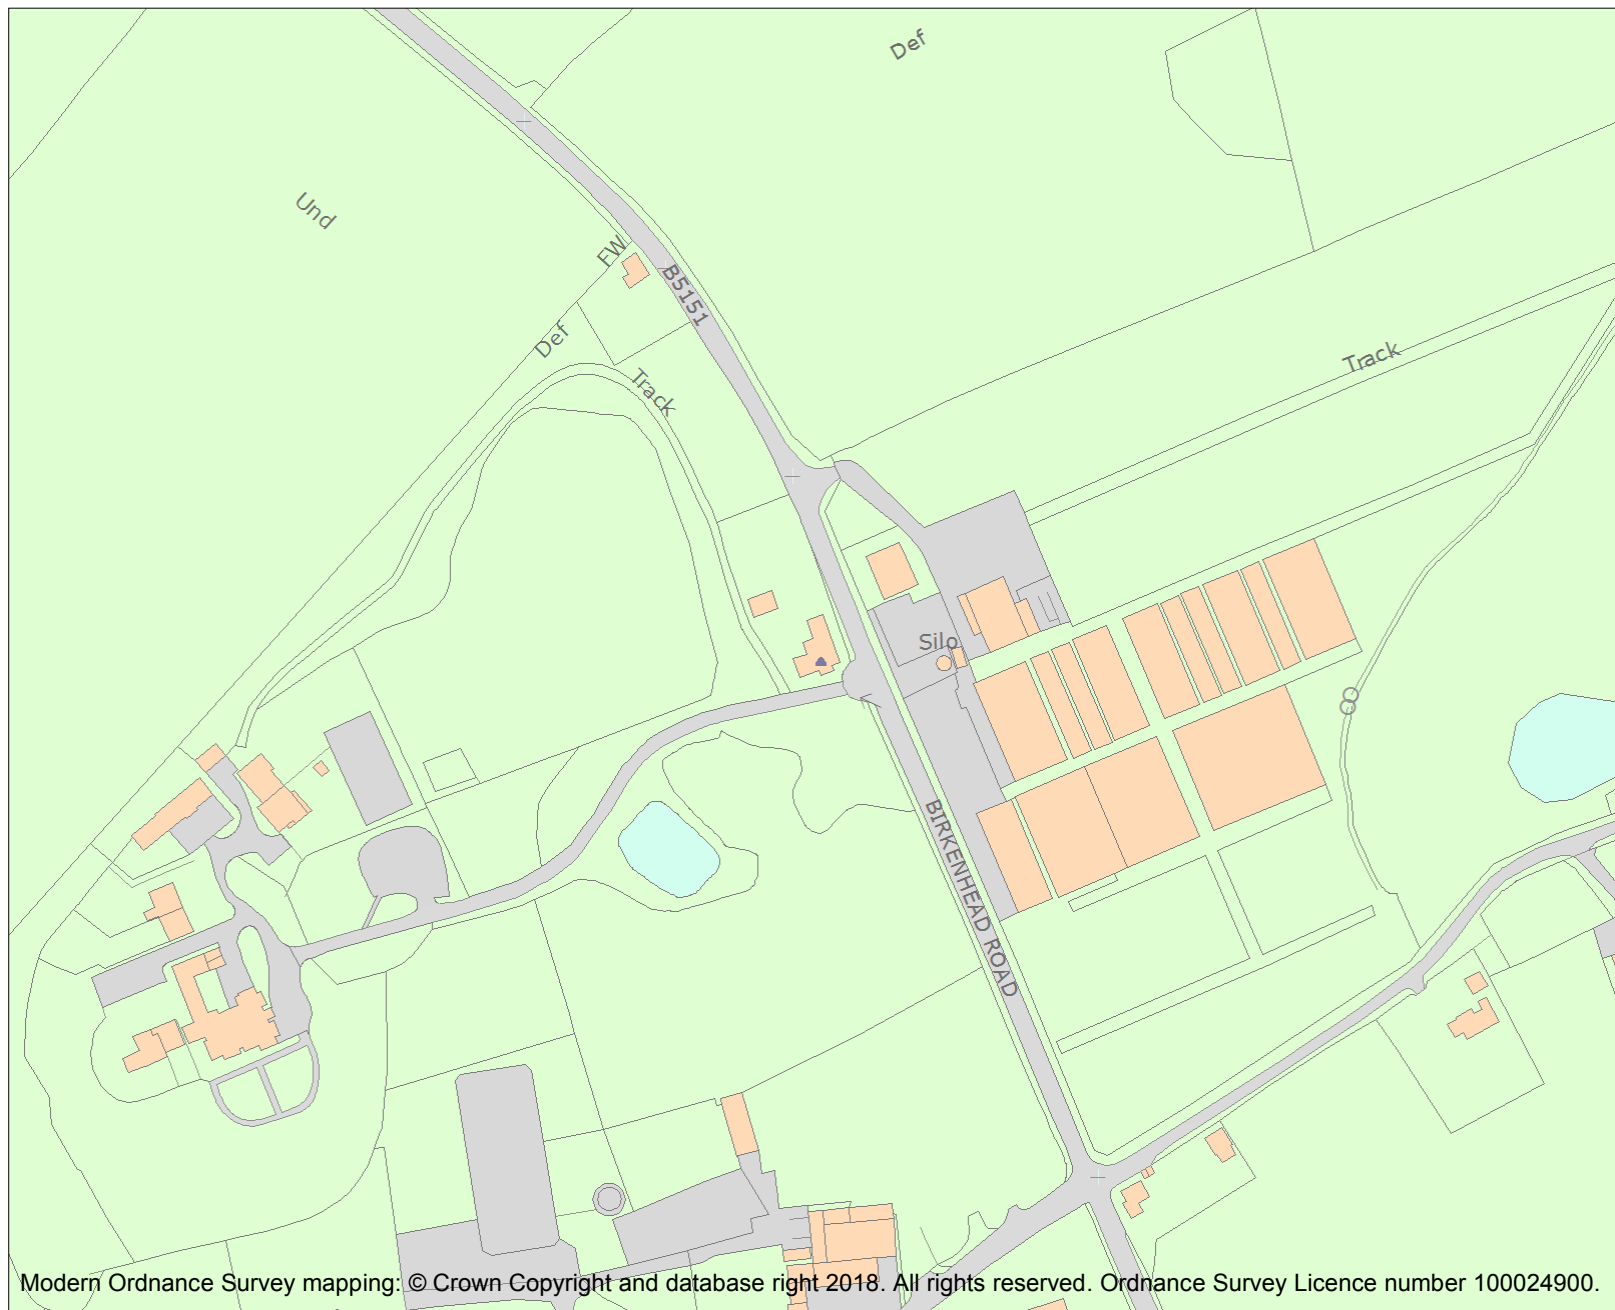 Def
Und
FW
B5151
Def
Track
Track
Silo
BIRKENHEAD ROAD
Modern Ordnance Survey mapping: © Crown Copyright and database right 2018. All rights reserved. Ordnance Survey Licence number 100024900.